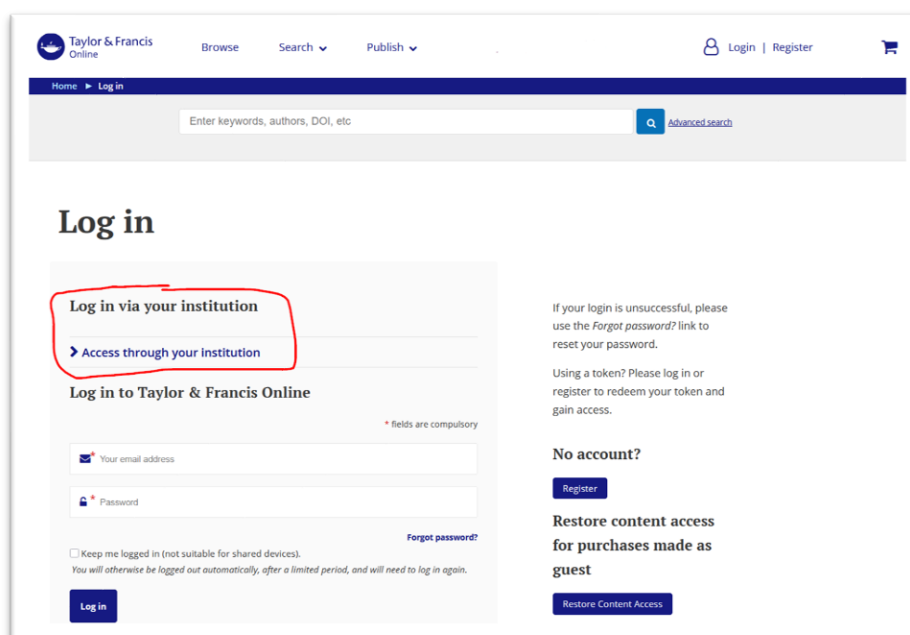 Taylor & Francis
Online
Browse
Search
Publish
Login | Register
Home ► Log in
Enter keywords, authors, DOI, etc
Advanced search
Log in
Log in via your institution
Access through your institution
Log in to Taylor & Francis Online
* fields are compulsory
* Your email address
* Password
Forgot password?
Keep me logged in (not suitable for shared devices).
You will otherwise be logged out automatically, after a limited period, and will need to log in again.
Log in
If your login is unsuccessful, please
use the Forgot password? link to
reset your password.
Using a token? Please log in or
register to redeem your token and
gain access.
No account?
Register
Restore content access
for purchases made as
guest
Restore Content Access